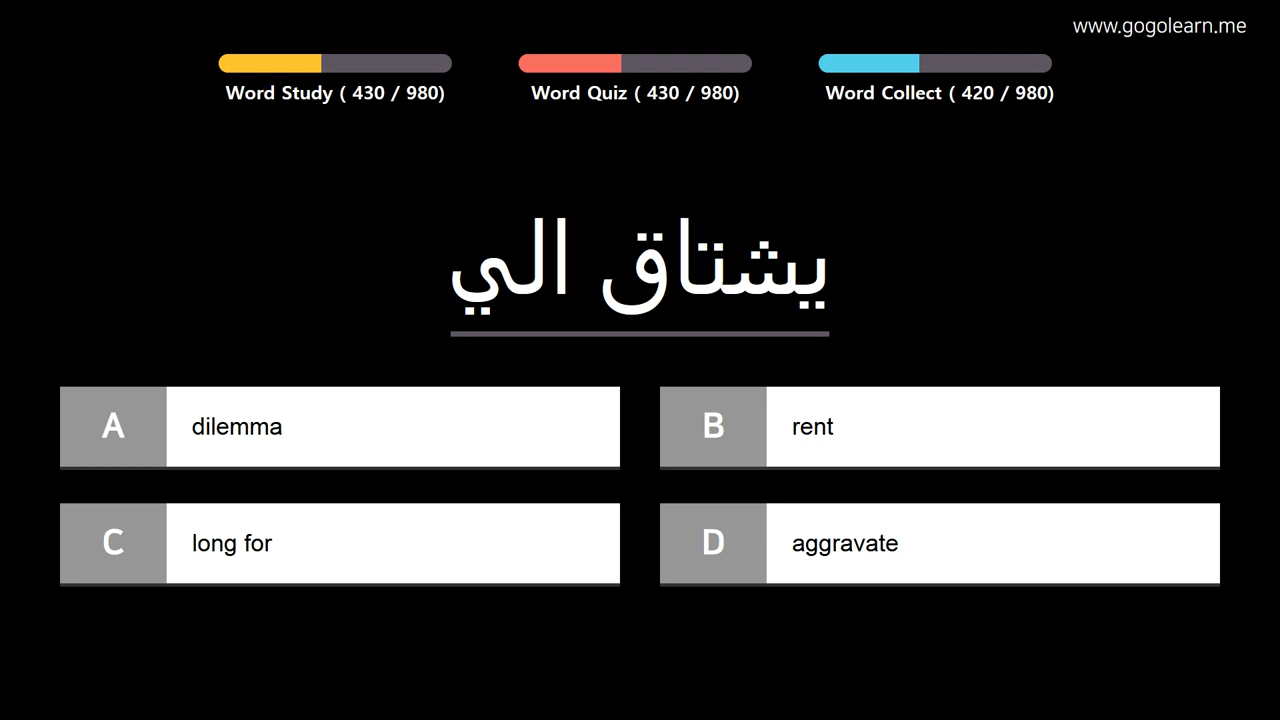 www.gogolearn.me
Word Study ( 430 / 980)
Word Quiz ( 430 / 980)
Word Collect ( 420 / 980)
يشتاق الي
A dilemma
B rent
C long for
D aggravate